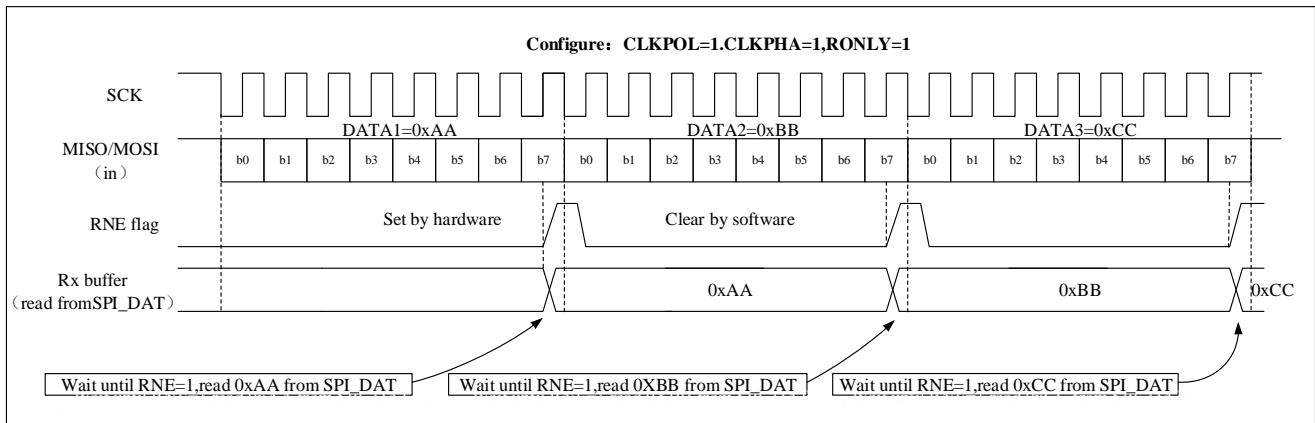 Configure：CLKPOL=1.CLKPHA=1,RONLY=1
SCK
DATA1=0xAA DATA2=0xBB DATA3=0xCC
MISO/MOSI
（in）
b0 b1 b2 b3 b4 b5 b6 b7 b0 b1 b2 b3 b4 b5 b6 b7 b0 b1 b2 b3 b4 b5 b6 b7
RNE flag
Set by hardware
Clear by software
Rx buffer
（read fromSPI_DAT）
0xAA
0xBB
0xCC
Wait until RNE=1,read 0xAA from SPI_DAT
Wait until RNE=1,read 0XBB from SPI_DAT
Wait until RNE=1,read 0xCC from SPI_DAT